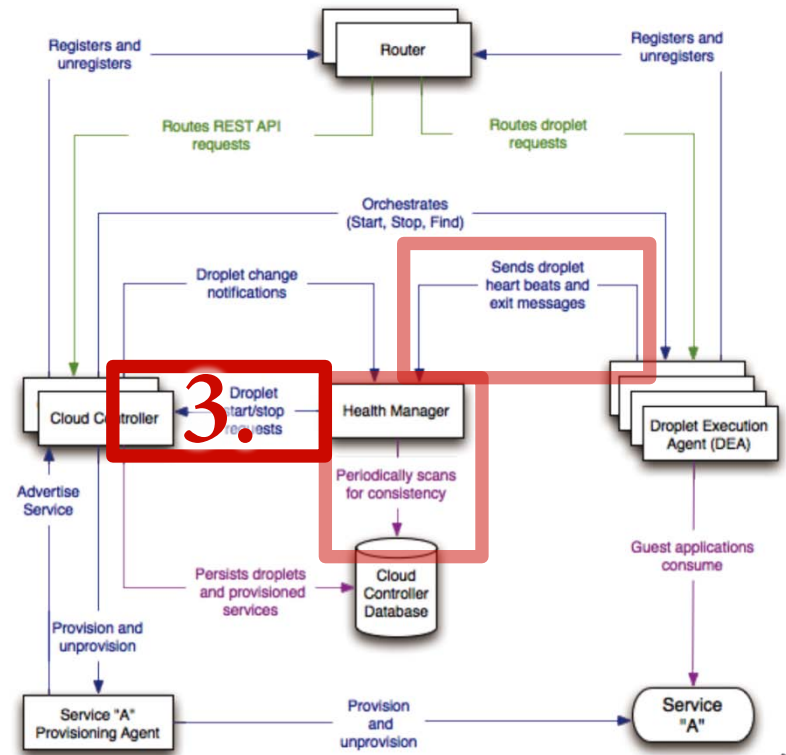 Registers and
unregisters
Router
Registers and
unregisters
Routes REST API
requests
Routes droplet
requests
Orchestrates
(Start, Stop, Find)
Droplet change
notifications
Sends droplet
heart beats and
exit messages
3.
Droplet
start/stop
requests
Cloud Controller
Health Manager
Droplet Execution
Agent (DEA)
Advertise
Service
Periodically scans
for consistency
Guest applications
consume
Persists droplets
and provisioned
services
Cloud
Controller
Database
Provision and
unprovision
Service "A"
Provisioning Agent
Provision
and
unprovision
Service
"A"